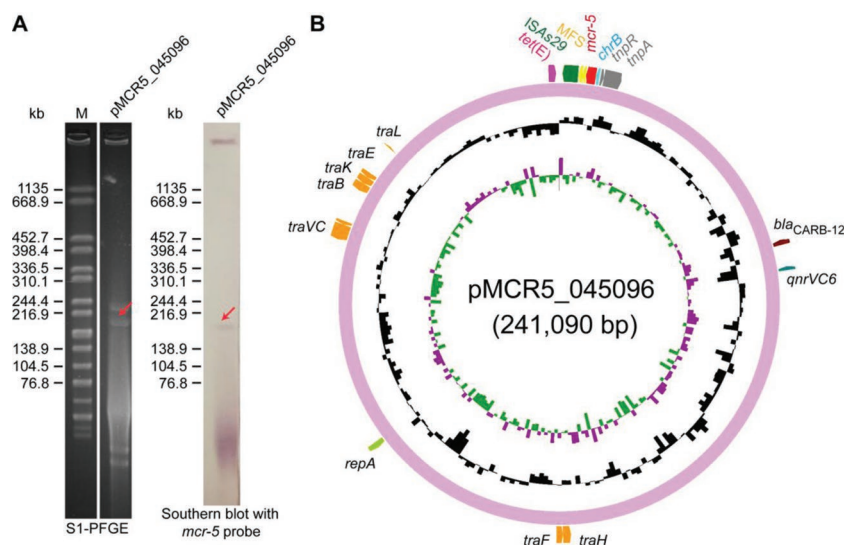 A
kb
M
pMCR5_045096
1135
668.9
452.7
398.4
336.5
310.1
244.4
216.9
138.9
104.5
76.8
S1-PFGE
kb
pMCR5_045096
1135
668.9
452.7
398.4
336.5
310.1
244.4
216.9
138.9
104.5
76.8
Southern blot with
mcr-5 probe
B
tet(E)
ISAs29
MFS
mcr-5
chrB
tnpR
tnpA
traL
traE
traK
traB
traVC
blaCARB-12
qnrVC6
pMCR5_045096
(241,090 bp)
repA
traF
traH